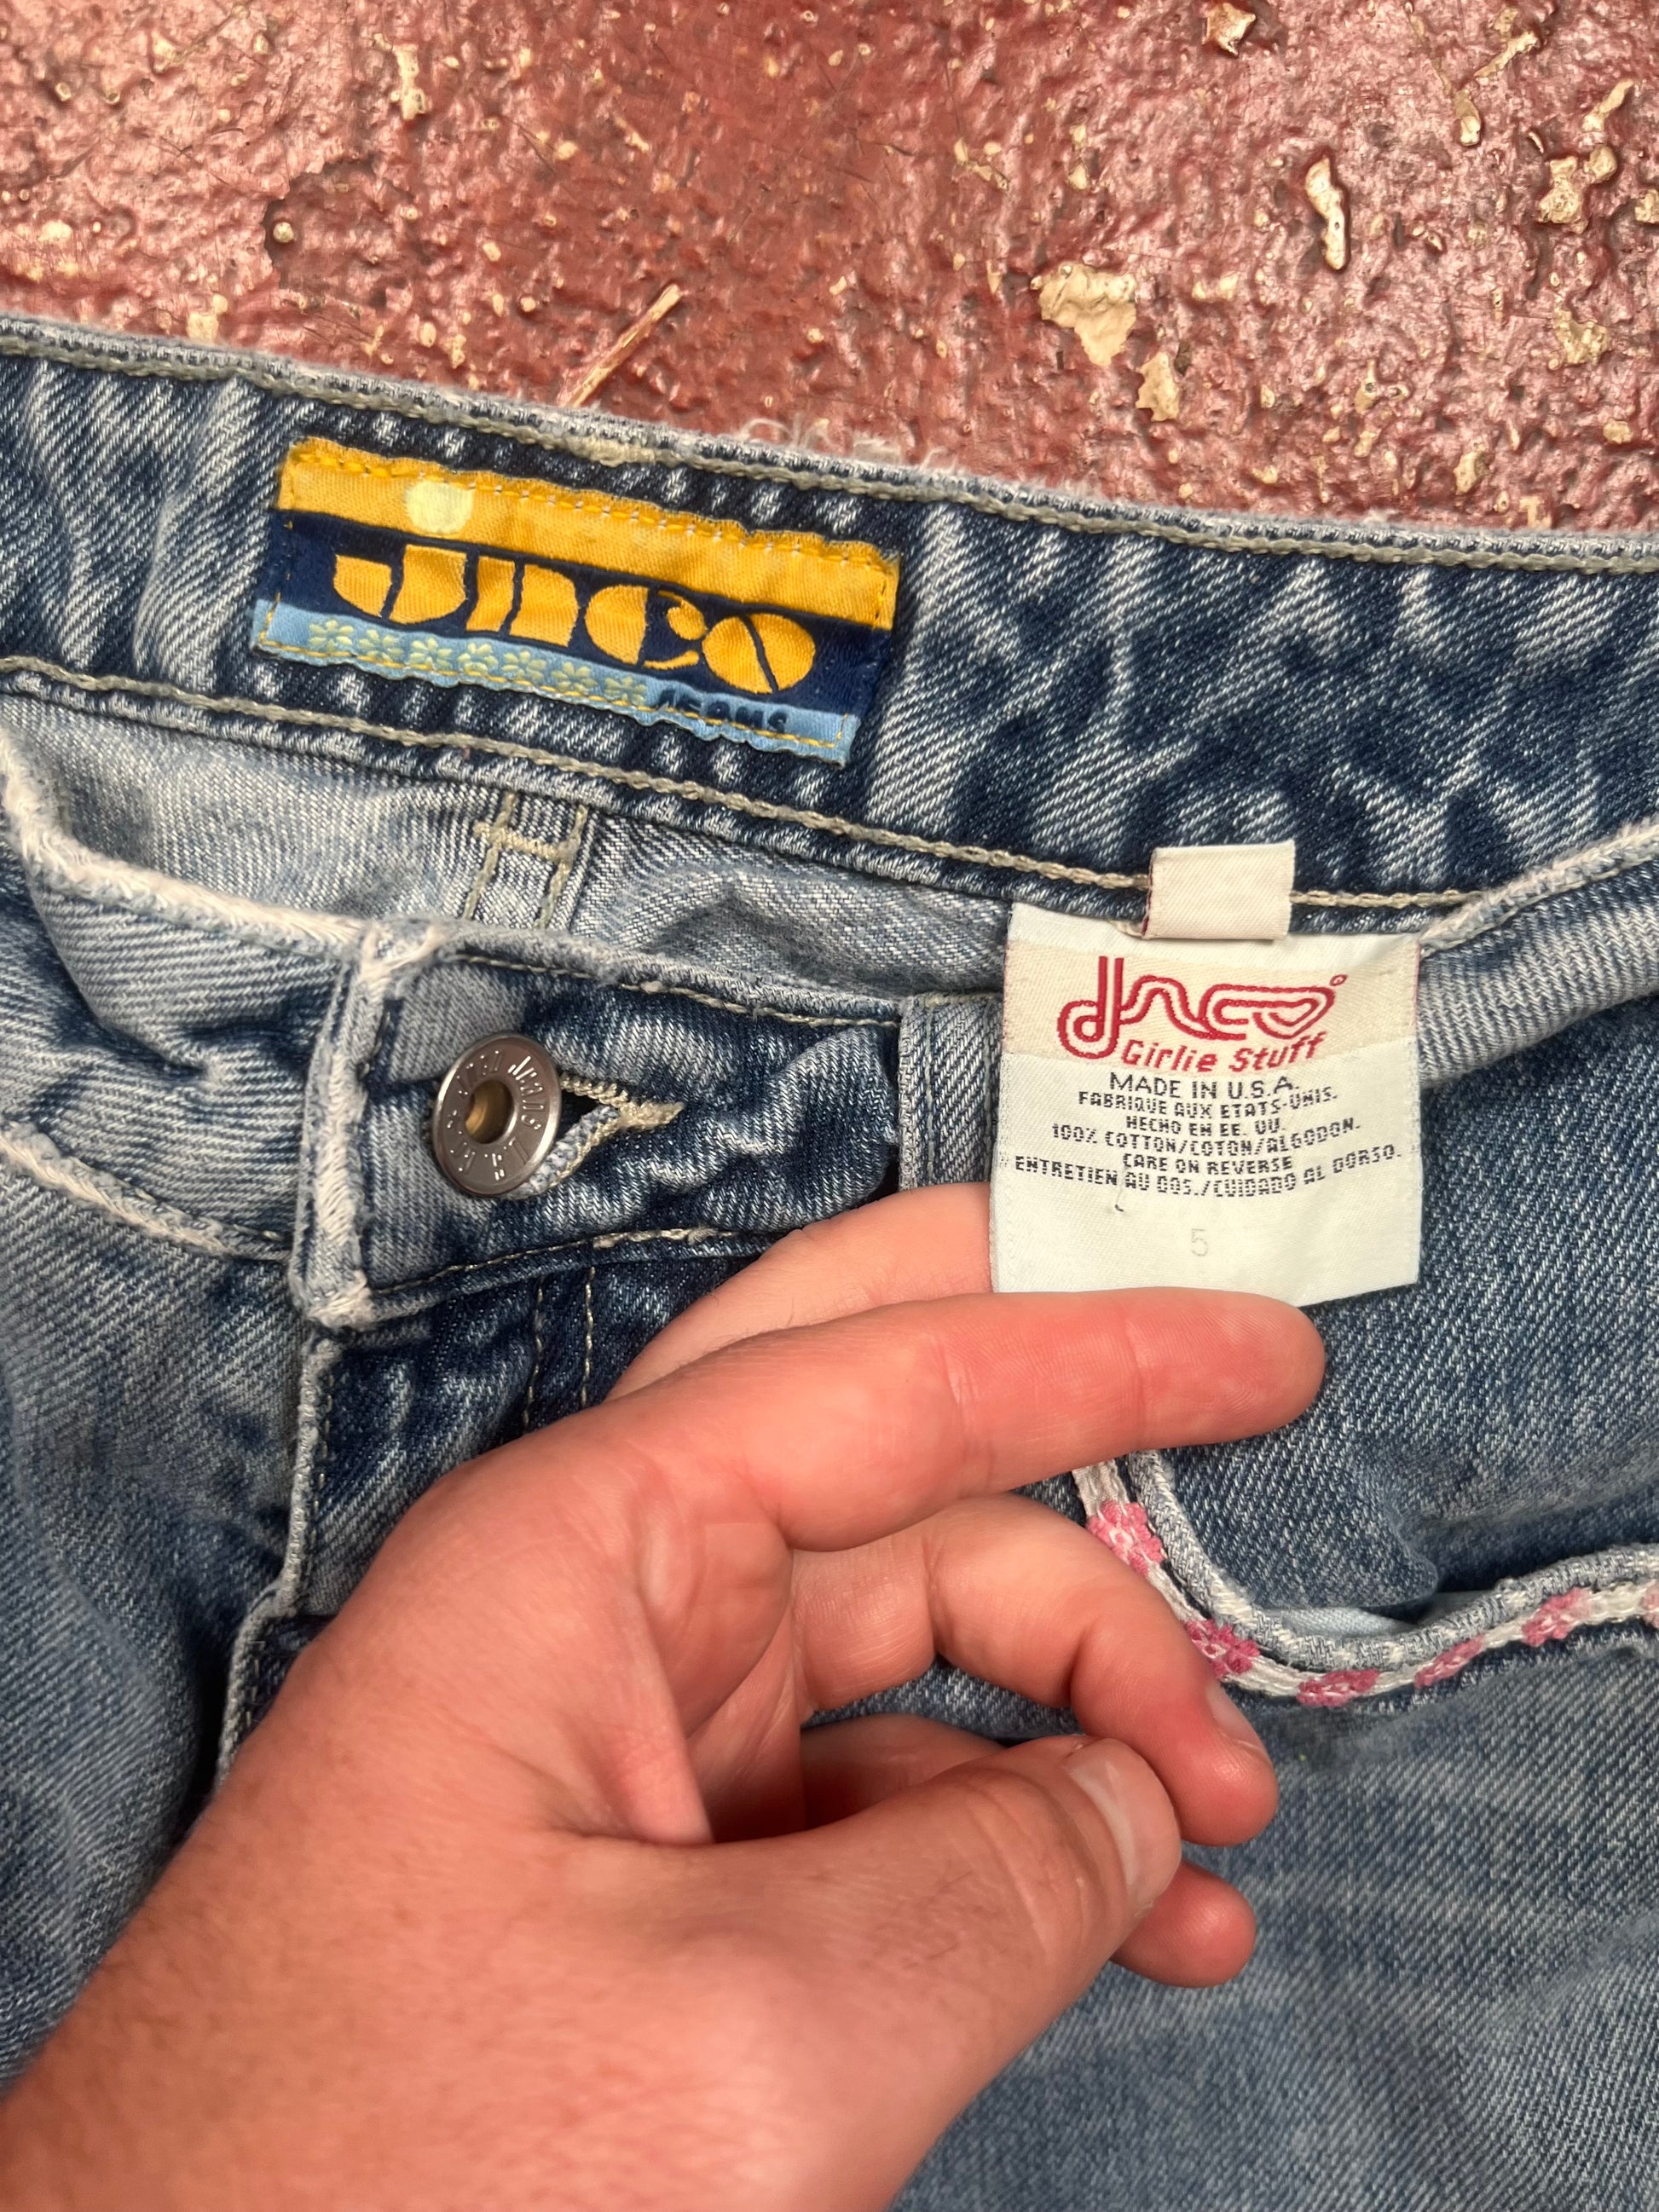 JNCO
JEANS
JNCO
Girlie Stuff
MADE IN U.S.A.
FABRIQUE AUX ETATS-UNIS.
HECHO EN EE. UU.
100% COTTON/COTON/ALGODON.
CARE ON REVERSE
ENTRETIEN AU DOS./CUIDADO AL DORSO.
5